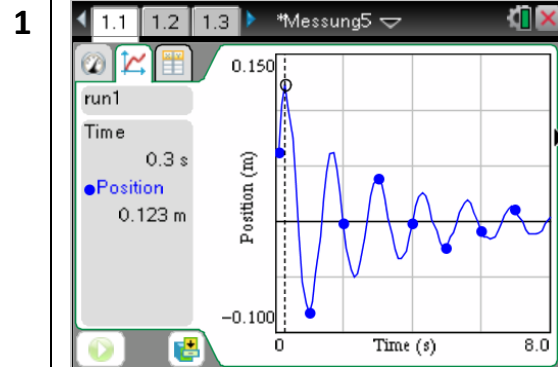 1
1.1 1.2 1.3 *Messung5
run1
Time
0.3 s
Position
0.123 m
0.150
Position (m)
-0.100
0 Time (s) 8.0